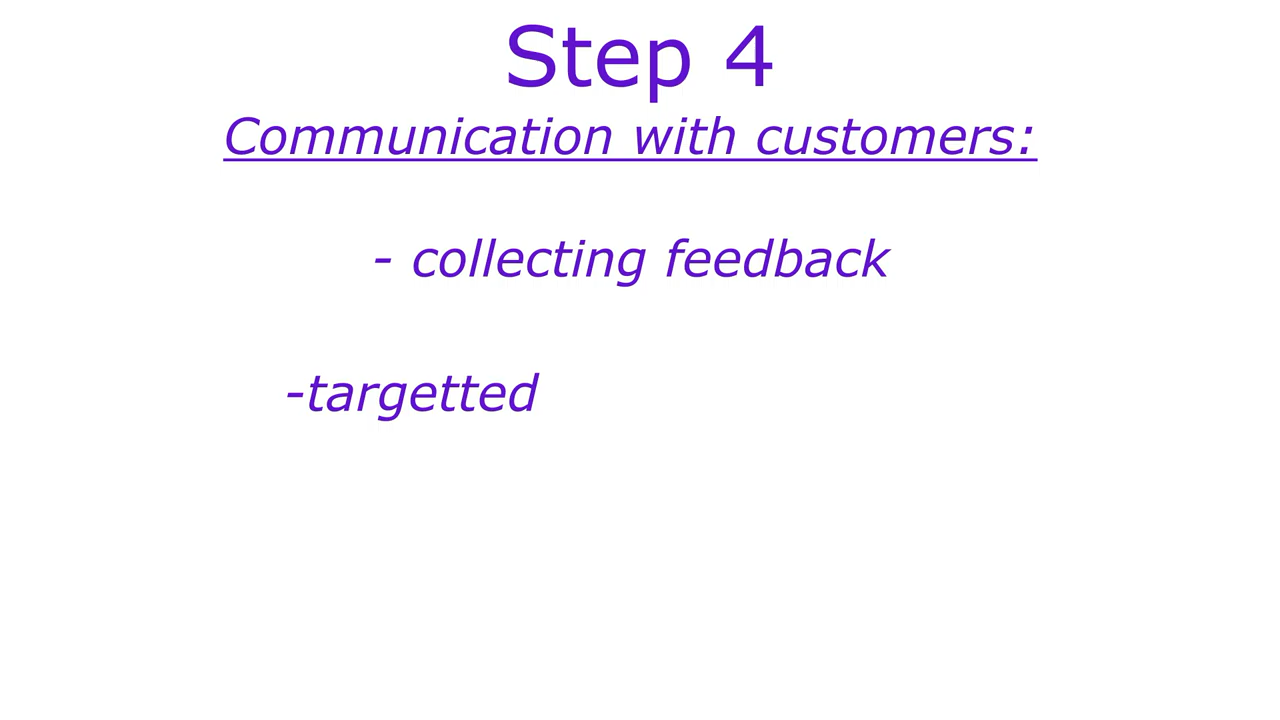 Step 4
Communication with customers:
- collecting feedback
-targetted